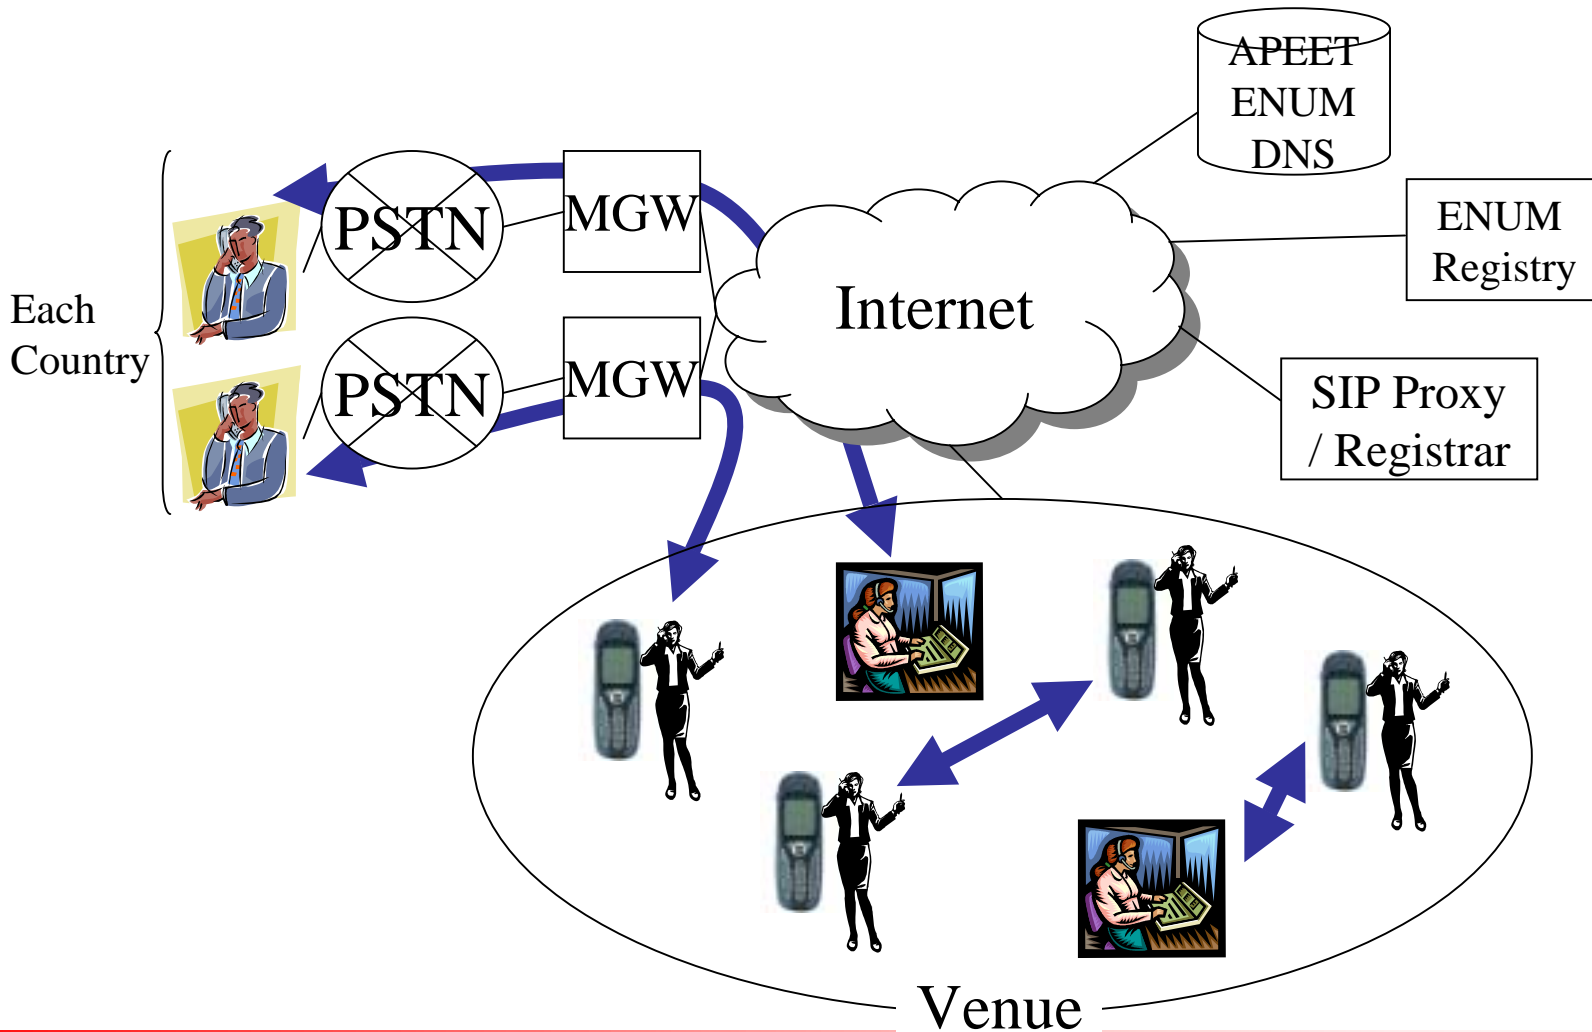 APEET
ENUM
DNS
PSTN
MGW
ENUM
Registry
Internet
Each
Country
PSTN
MGW
SIP Proxy
/ Registrar
Venue